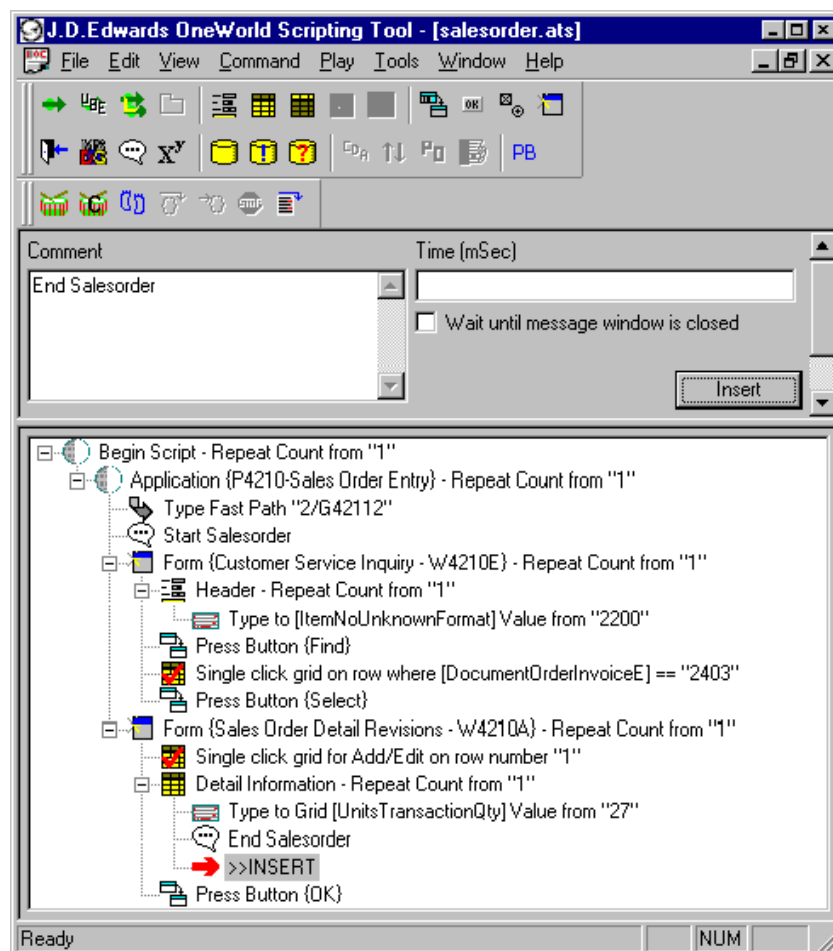 J.D.Edwards OneWorld Scripting Tool - [salesorder.ats]
File Edit View Command Play Tools Window Help
UBE OK
x^y ! ? CDA PO PB
C STOP
Comment Time (mSec)
End Salesorder
Wait until message window is closed
Insert
Begin Script - Repeat Count from "1"
Application {P4210-Sales Order Entry} - Repeat Count from "1"
Type Fast Path "2/G42112"
Start Salesorder
Form {Customer Service Inquiry - W4210E} - Repeat Count from "1"
Header - Repeat Count from "1"
Type to [ItemNoUnknownFormat] Value from "2200"
Press Button {Find}
Single click grid on row where [DocumentOrderInvoiceE] == "2403"
Press Button {Select}
Form {Sales Order Detail Revisions - W4210A} - Repeat Count from "1"
Single click grid for Add/Edit on row number "1"
Detail Information - Repeat Count from "1"
Type to Grid [UnitsTransactionQty] Value from "27"
End Salesorder
>>INSERT
Press Button {OK}
Ready NUM